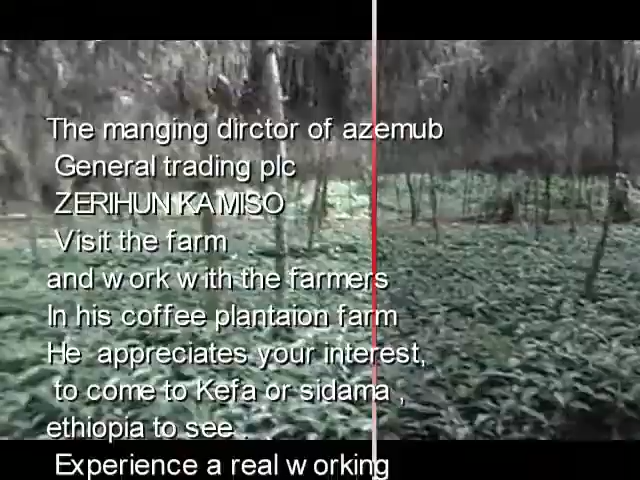 The manging dirctor of azemub
General trading plc
ZERIHUN KAMISO
Visit the farm
and work with the farmers
In his coffee plantaion farm
He appreciates your interest,
to come to Kefa or sidama ,
ethiopia to see .
Experience a real working